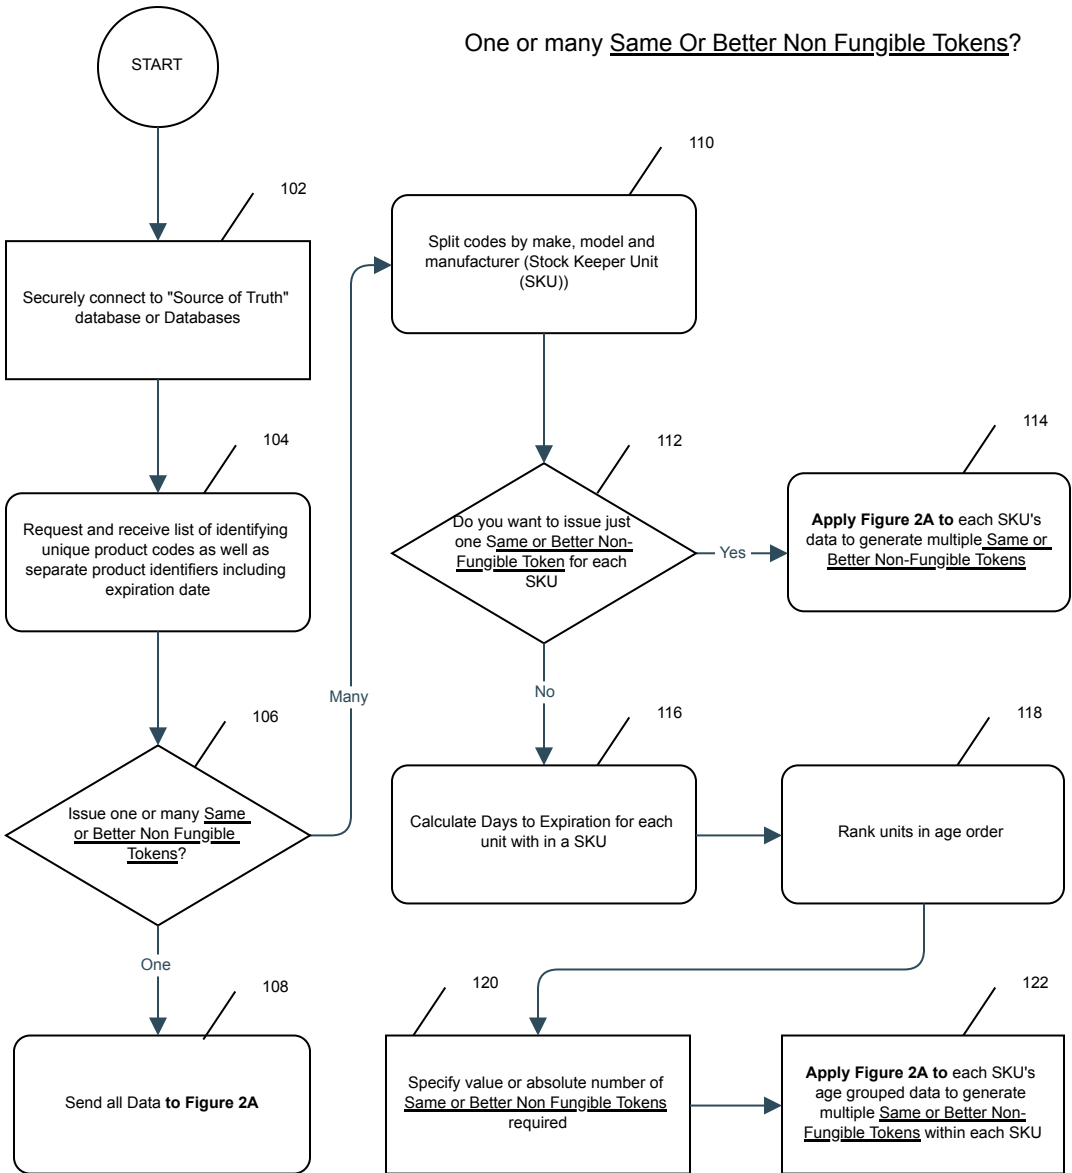 One or many Same Or Better Non Fungible Tokens?
START
102
Securely connect to "Source of Truth"
database or Databases
104
Request and receive list of identifying
unique product codes as well as
separate product identifiers including
expiration date
106
Issue one or many Same
or Better Non Fungible
Tokens?
Many
One
108
Send all Data to Figure 2A
110
Split codes by make, model and
manufacturer (Stock Keeper Unit
(SKU))
112
Do you want to issue just
one Same or Better Non-
Fungible Token for each
SKU
Yes
114
Apply Figure 2A to each SKU's
data to generate multiple Same or
Better Non-Fungible Tokens
No
116
Calculate Days to Expiration for each
unit with in a SKU
118
Rank units in age order
120
Specify value or absolute number of
Same or Better Non Fungible Tokens
required
122
Apply Figure 2A to each SKU's
age grouped data to generate
multiple Same or Better Non-
Fungible Tokens within each SKU